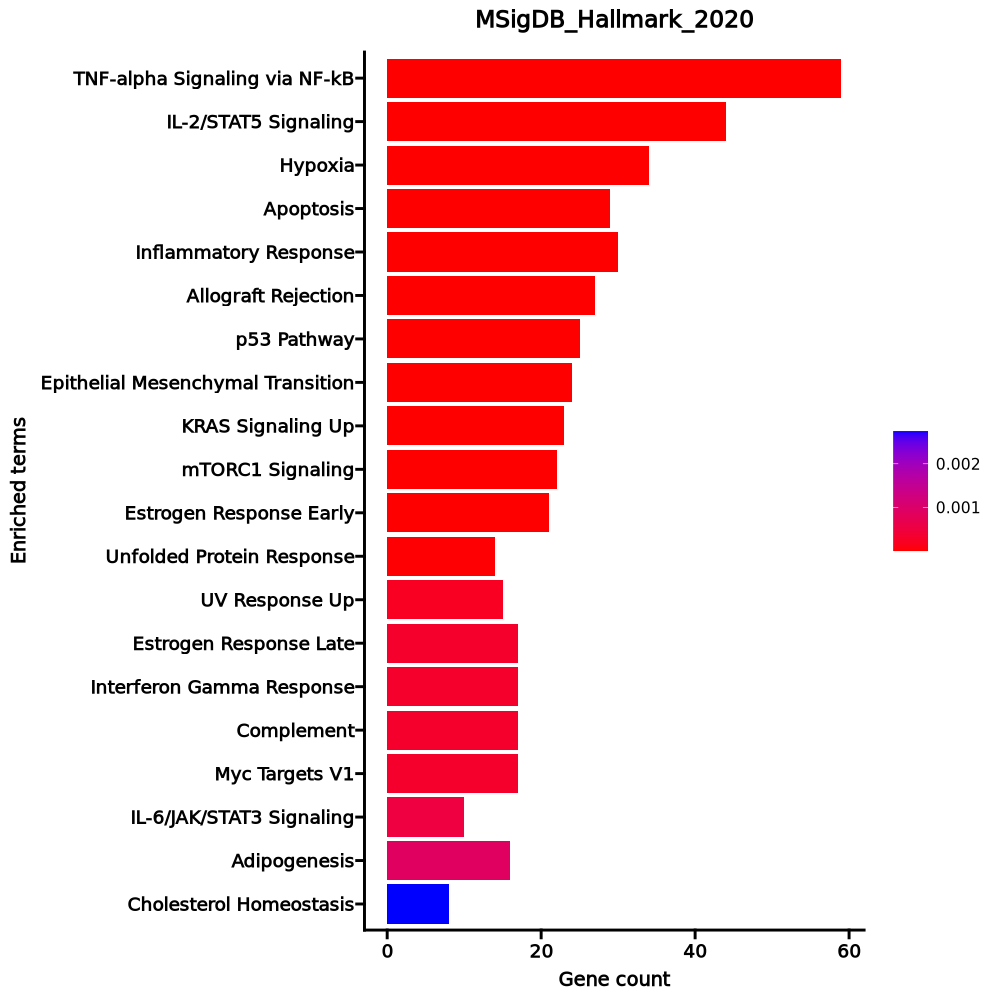 MSigDB_Hallmark_2020
TNF-alpha Signaling via NF-kB
IL-2/STAT5 Signaling
Hypoxia
Apoptosis
Inflammatory Response
Allograft Rejection
p53 Pathway
Epithelial Mesenchymal Transition
KRAS Signaling Up
mTORC1 Signaling
Estrogen Response Early
Unfolded Protein Response
UV Response Up
Estrogen Response Late
Interferon Gamma Response
Complement
Myc Targets V1
IL-6/JAK/STAT3 Signaling
Adipogenesis
Cholesterol Homeostasis
Enriched terms
0 20 40 60
Gene count
0.002
0.001